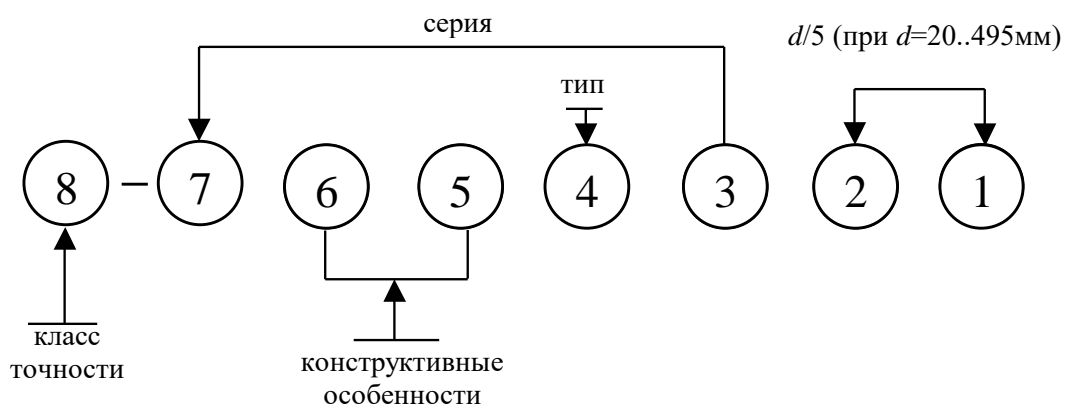 серия
d/5 (при d=20..495мм)
тип
8 – 7 6 5 4 3 2 1
класс
точности
конструктивные
особенности